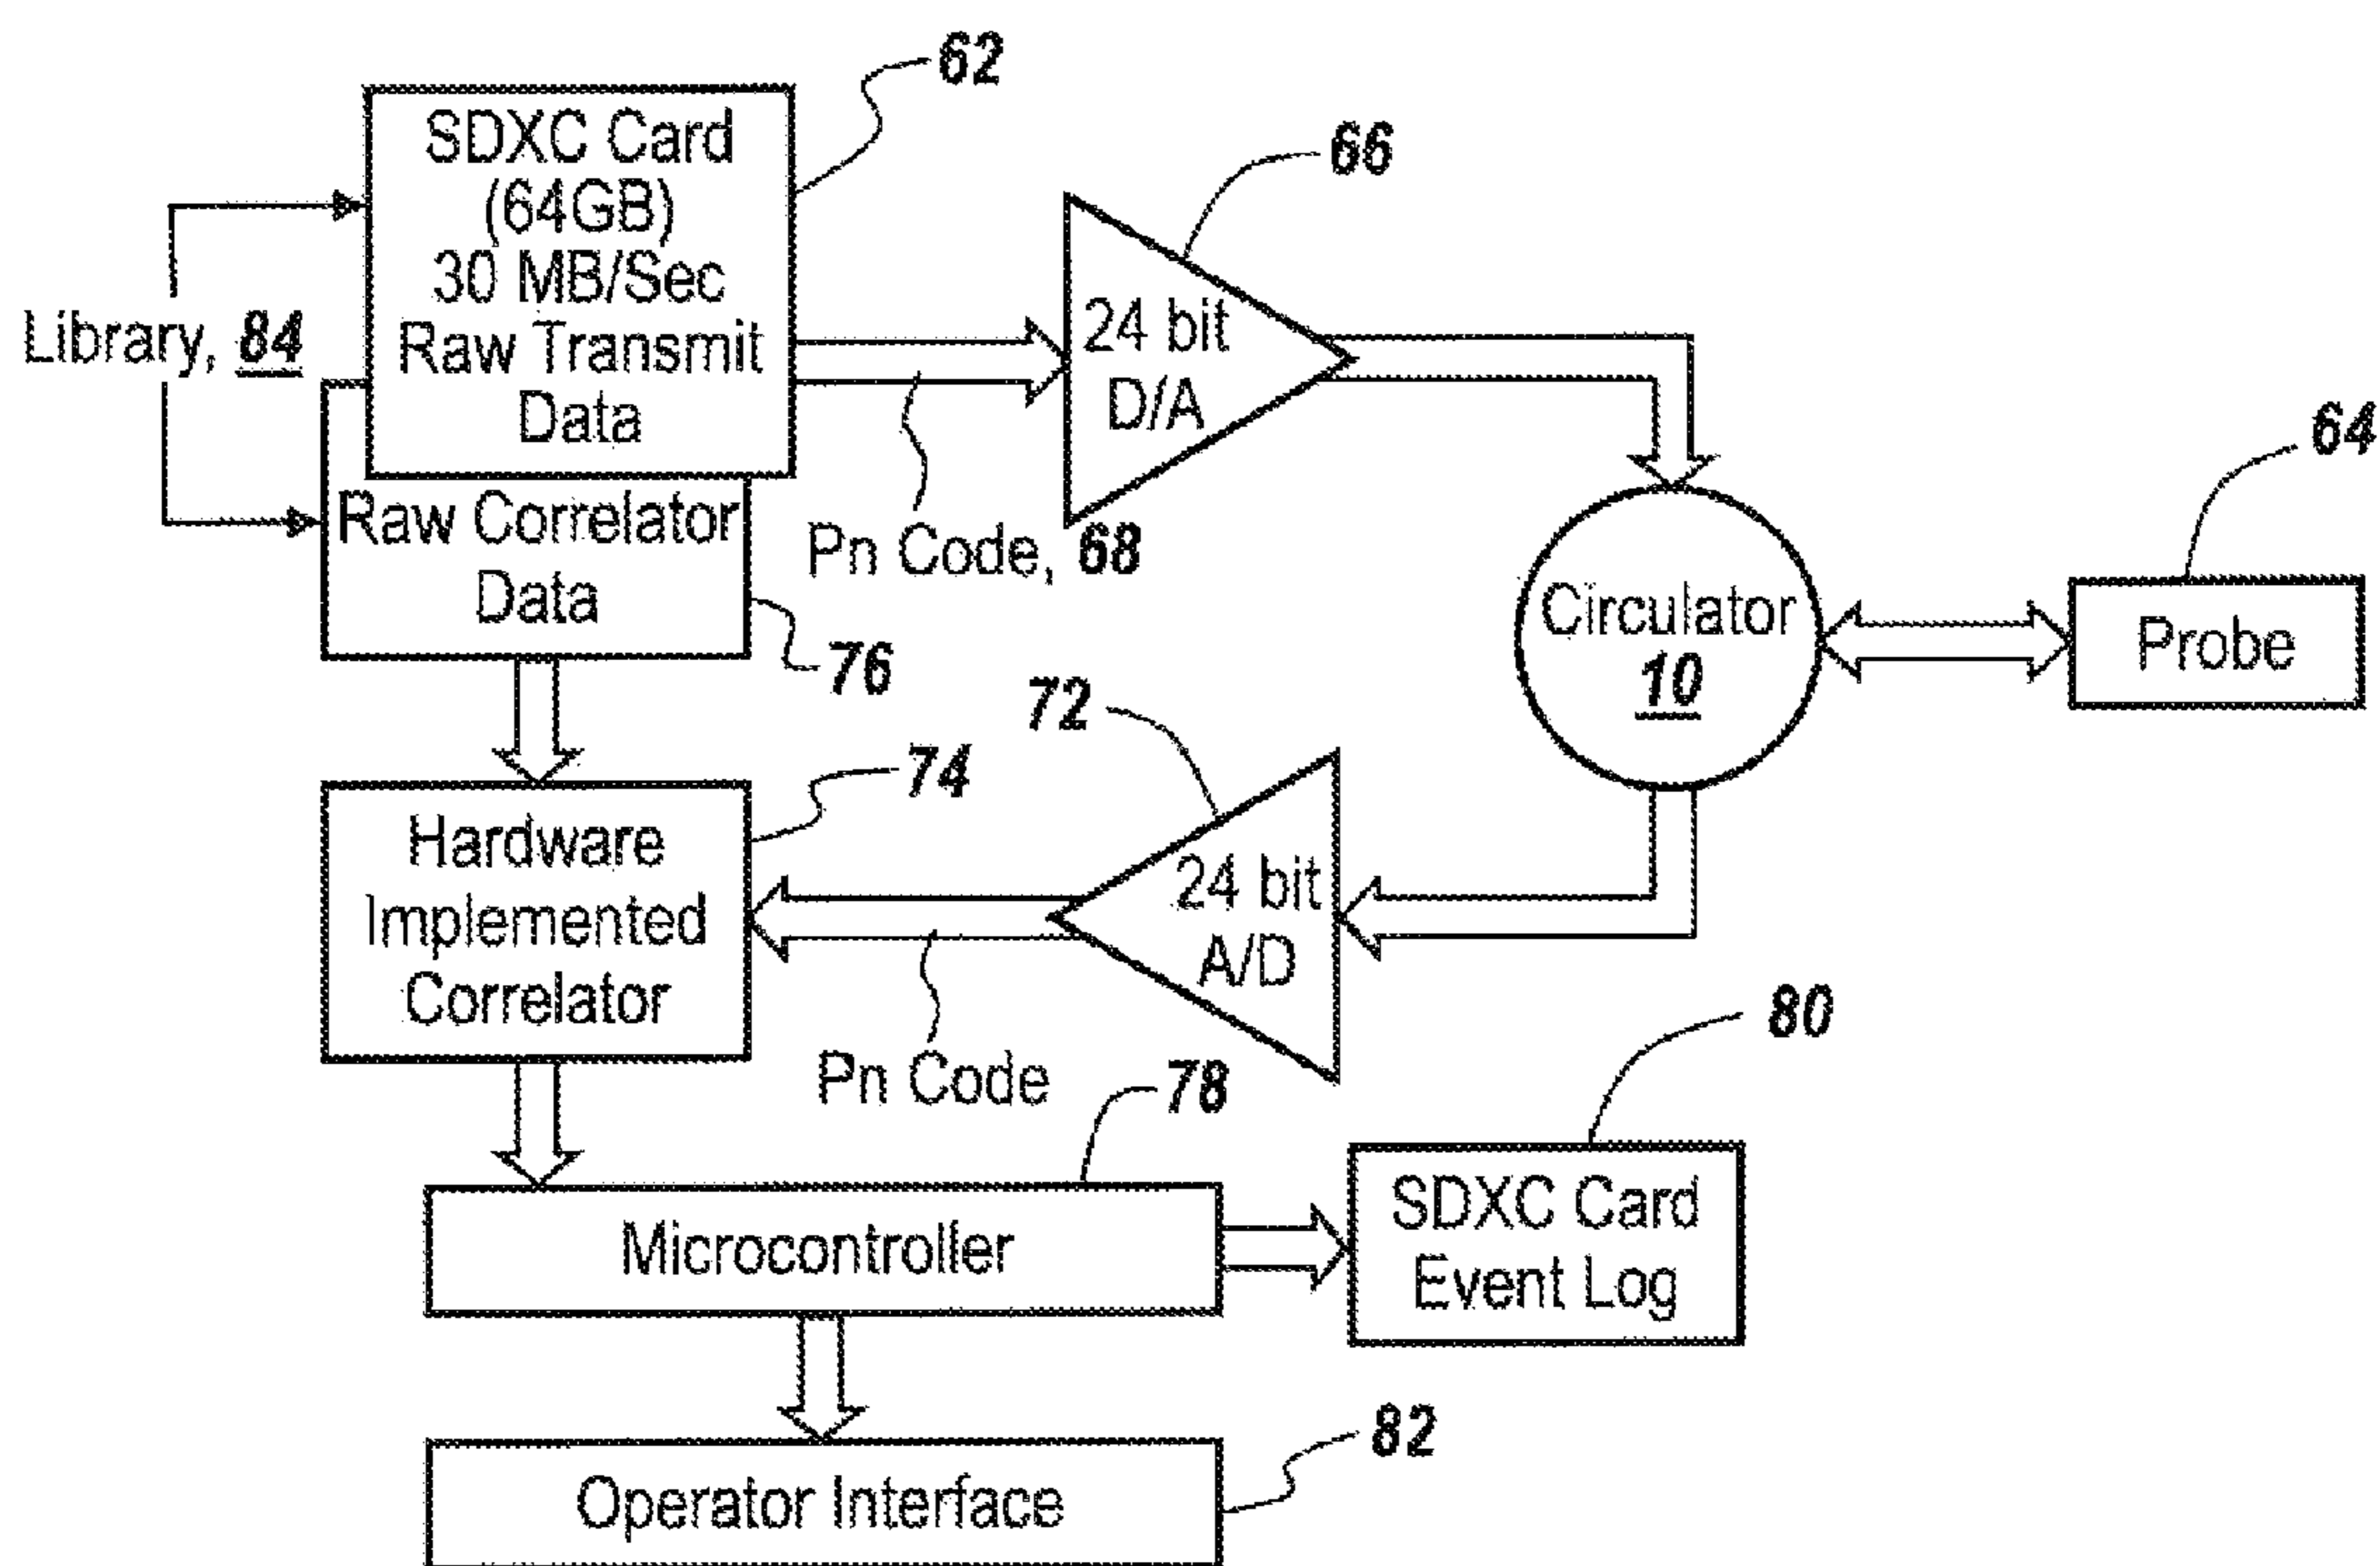 62
SDXC Card
(64GB)
30 MB/Sec
Raw Transmit
Data
Library, 84
66
24 bit
D/A
Pn Code, 68
Raw Correlator
Data
76
Circulator
10
64
Probe
72
24 bit
A/D
Pn Code
74
Hardware
Implemented
Correlator
78
Microcontroller
80
SDXC Card
Event Log
82
Operator Interface